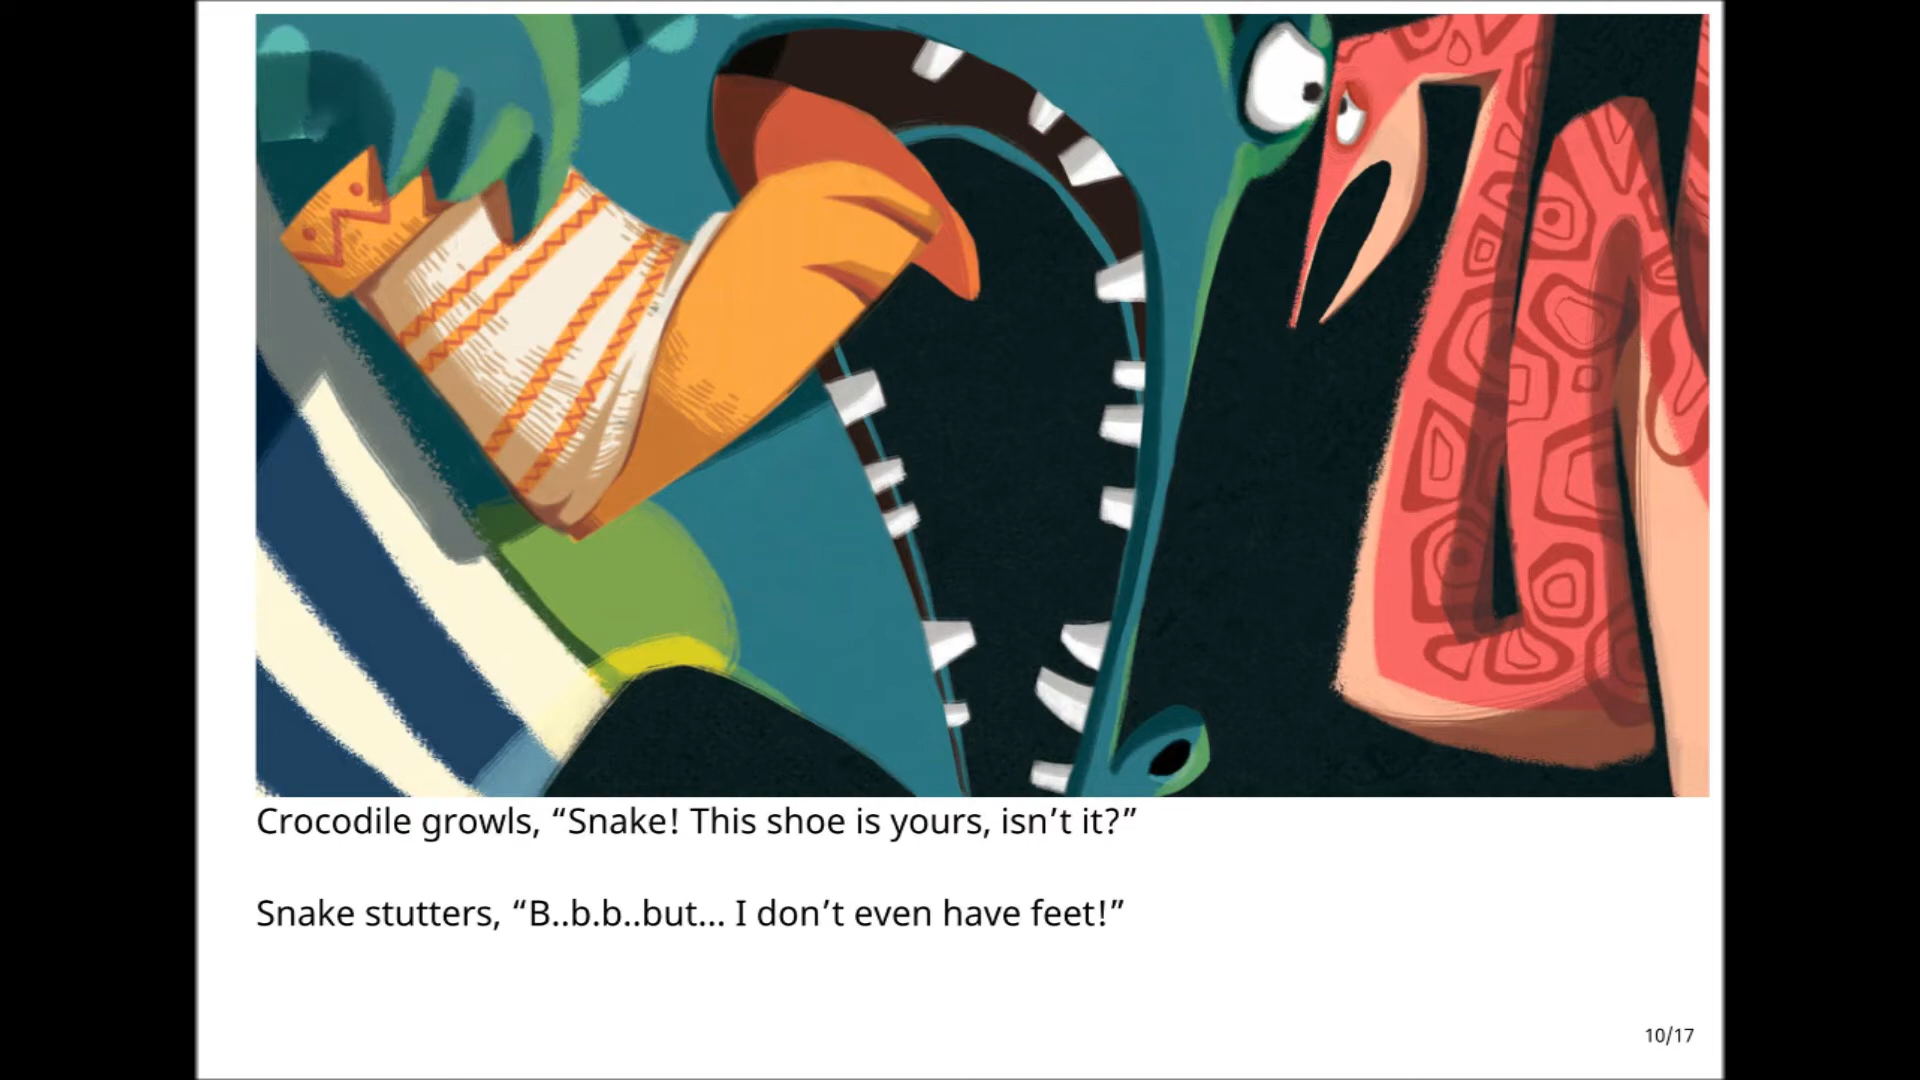 Crocodile growls, “Snake! This shoe is yours, isn’t it?”
Snake stutters, “B..b.b..but... I don’t even have feet!”
10/17